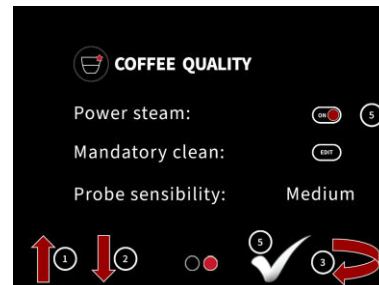 COFFEE QUALITY
Power steam: ON 5
Mandatory clean: EDIT
Probe sensibility: Medium
1 2 5 3